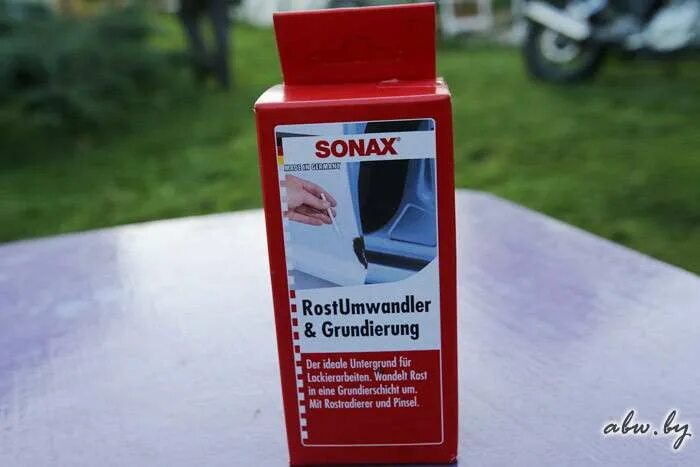 SONAX®
MADE IN GERMANY
RostUmwandler
& Grundierung
Der ideale Untergrund für
Lackierarbeiten. Wandelt Rost
in eine Grundierschicht um.
Mit Rostradierer und Pinsel.
abw.by